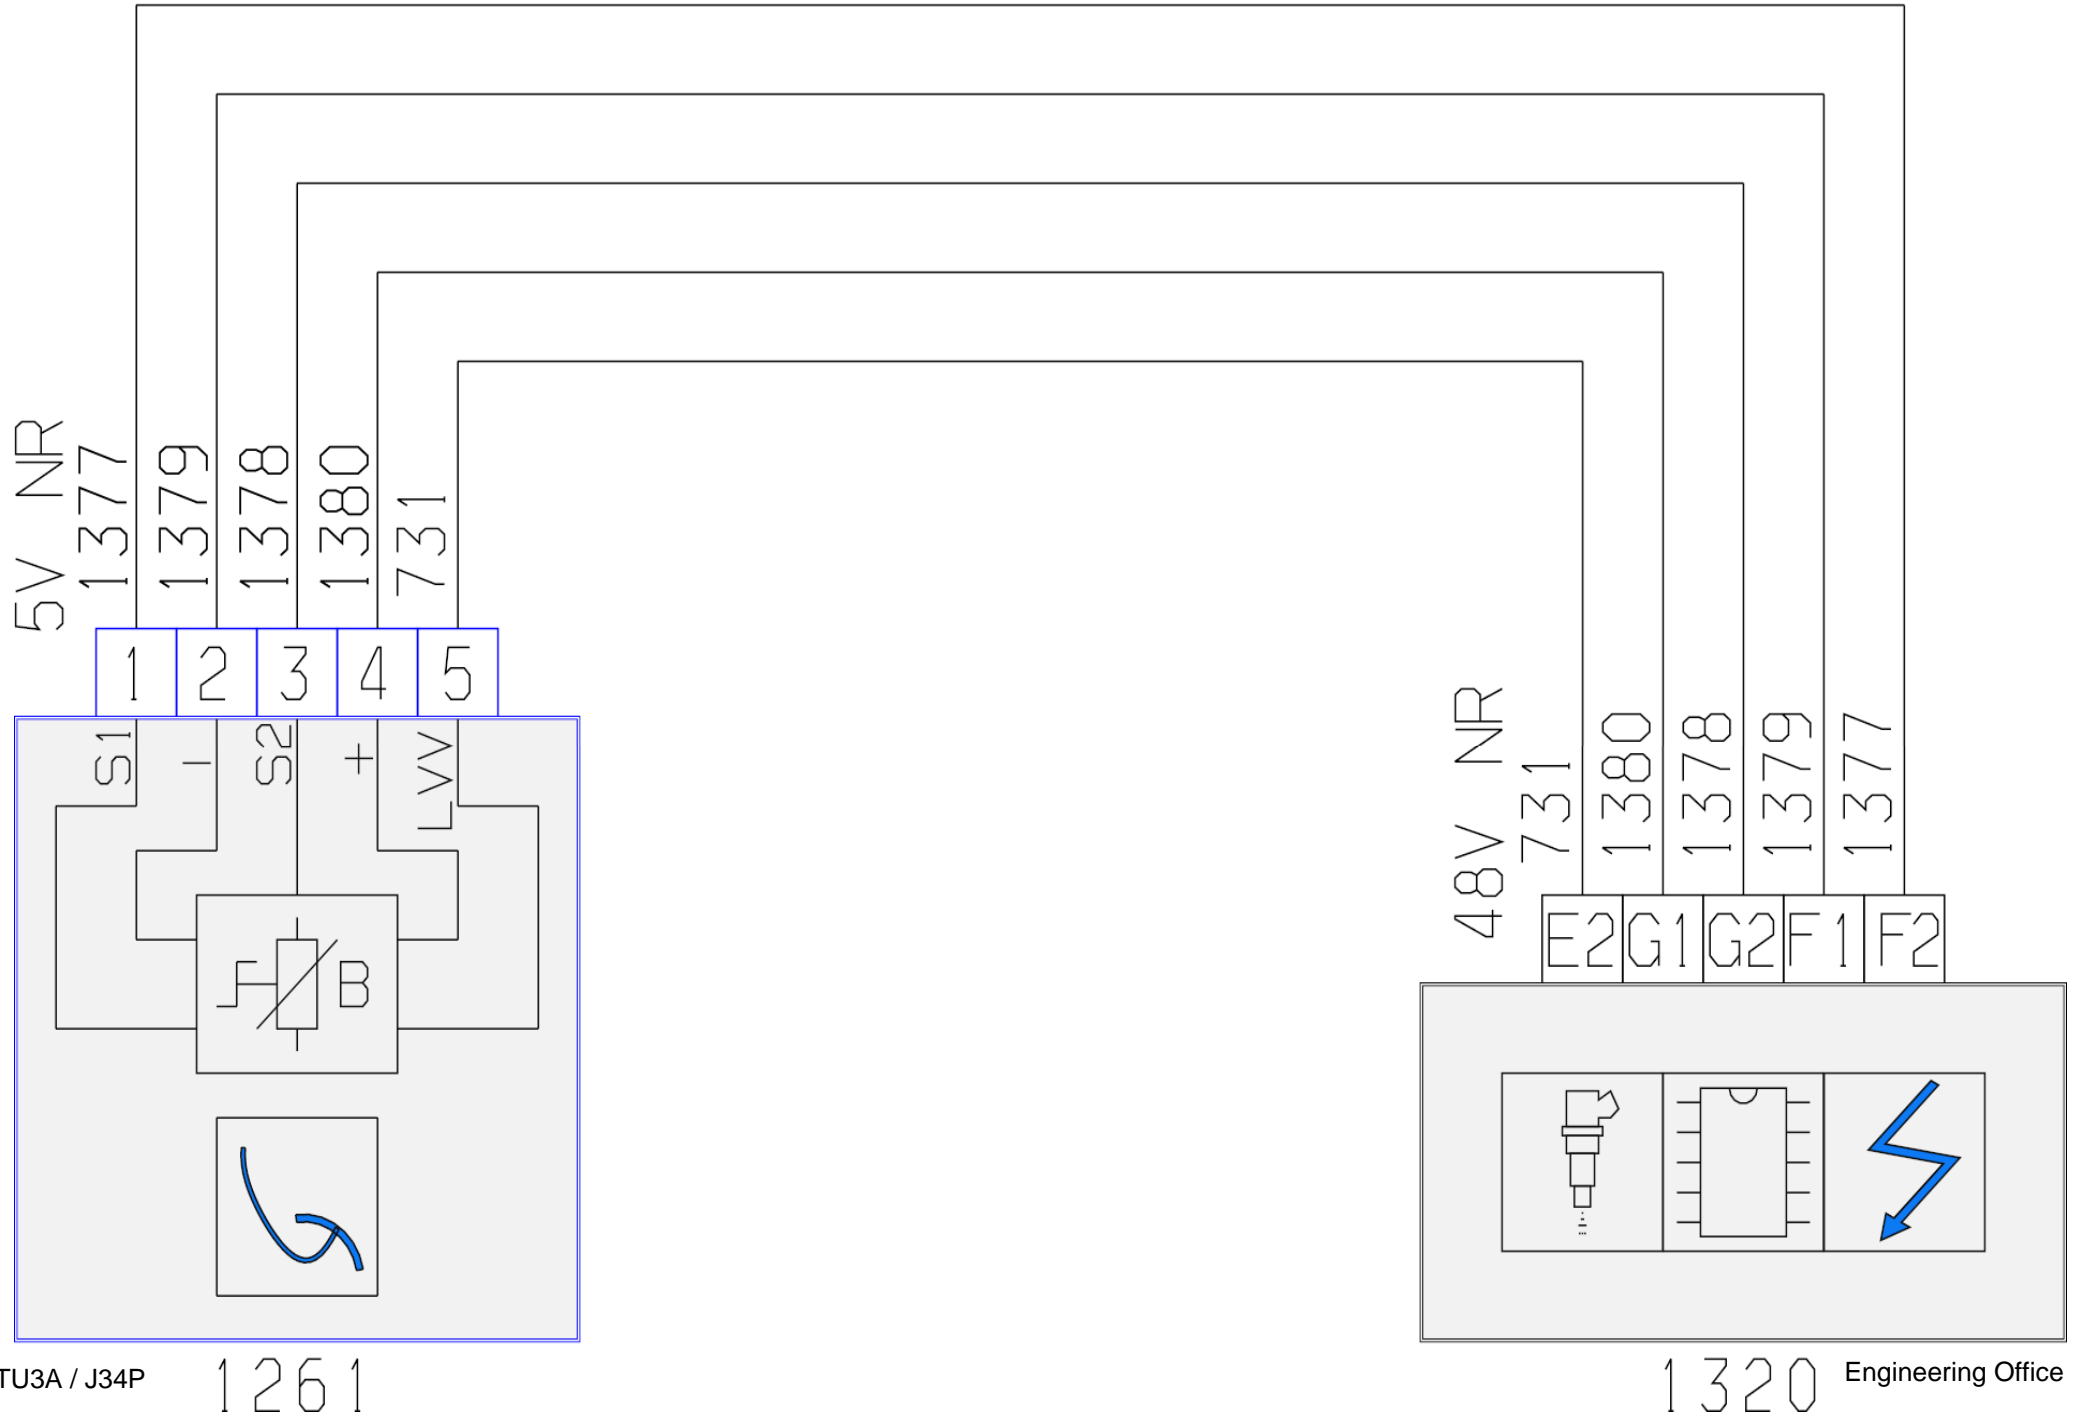 5V NR
1377
1379
1378
1380
731
1 2 3 4 5
S1
–
S2
+
LVV
B
48V NR
731
1380
1378
1379
1377
E2 G1 G2 F1 F2
TU3A / J34P
1261
1320
Engineering Office